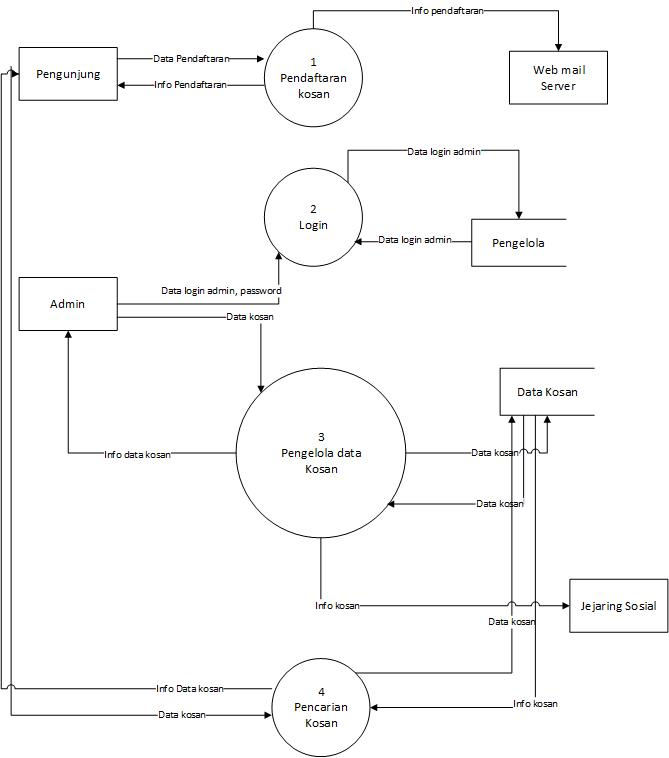 Info pendaftaran
Pengunjung
Data Pendaftaran
Info Pendaftaran
1
Pendaftaran
kosan
Web mail
Server
Data login admin
2
Login
Data login admin
Pengelola
Admin
Data login admin, password
Data kosan
Data Kosan
3
Pengelola data
Kosan
Info data kosan
Data kosan
Data kosan
Info kosan
Jejaring Sosial
Data kosan
Info Data kosan
4
Pencarian
Kosan
Data kosan
Info kosan